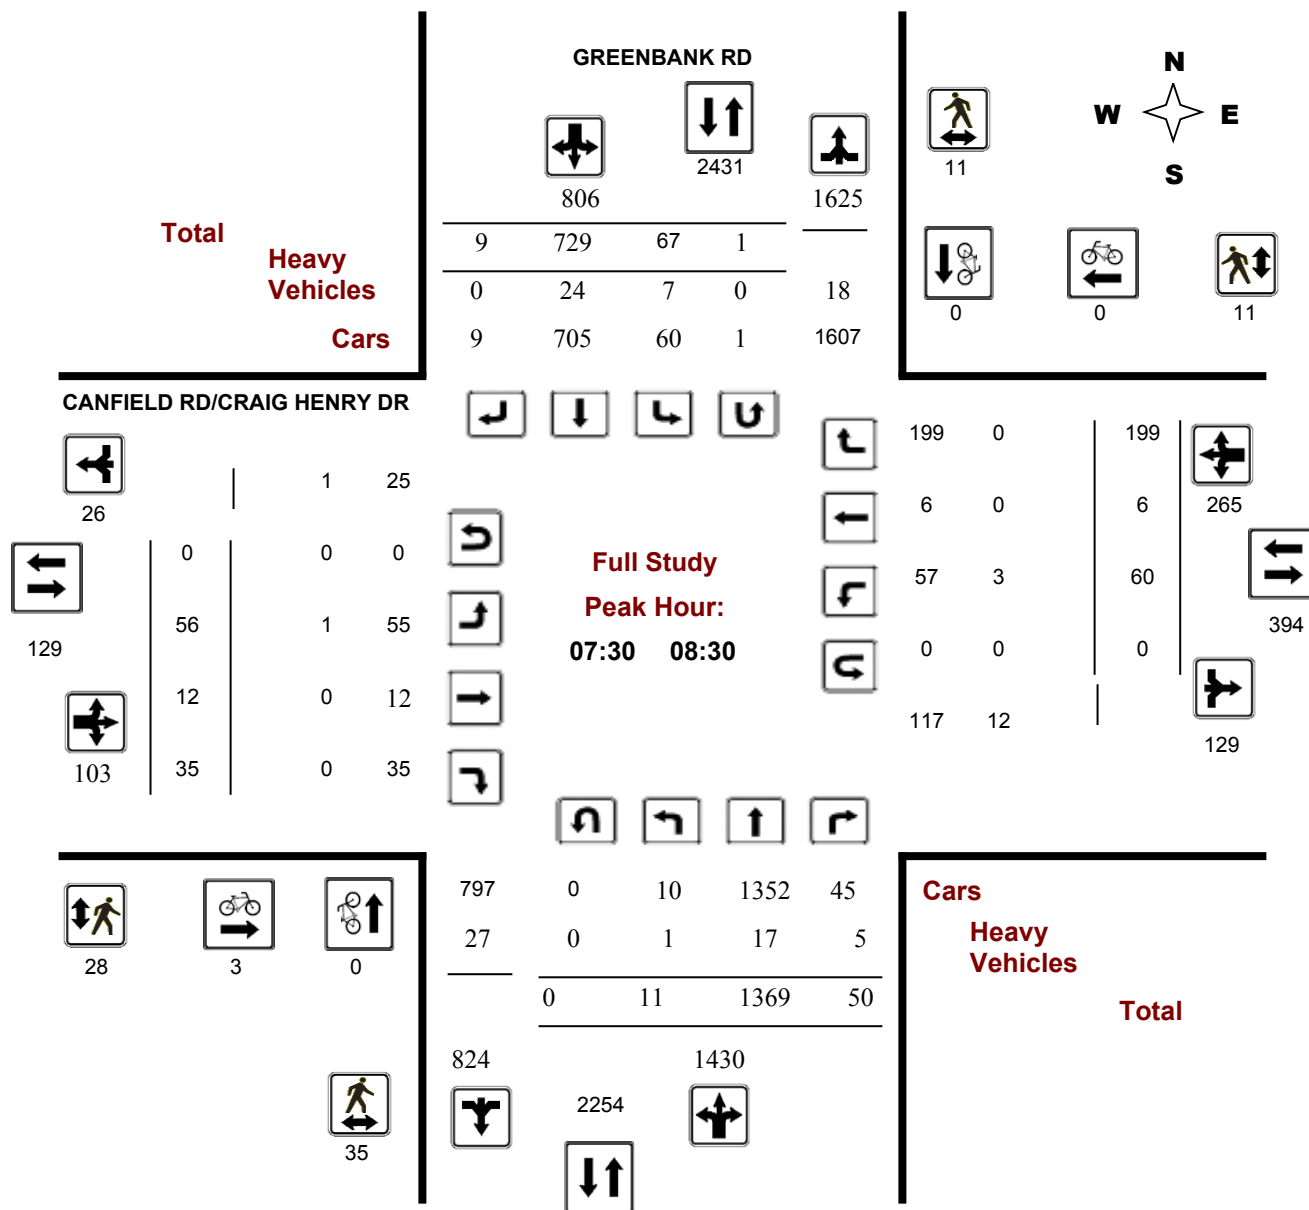 GREENBANK RD
N
W E
S
2431
11
806 1625
Total
9 729 67 1
Heavy
Vehicles
0 24 7 0 18
0 0 11
Cars
9 705 60 1 1607
CANFIELD RD/CRAIG HENRY DR
199 0 199
1 25
26
6 0 6 265
0 0 0
Full Study
57 3 60
Peak Hour:
56 1 55
394
129
07:30 08:30
0 0 0
12 0 12
117 12
129
103 35 0 35
797 0 10 1352 45
Cars
27 0 1 17 5
Heavy
Vehicles
28 3 0
0 11 1369 50
Total
824 1430
2254
35